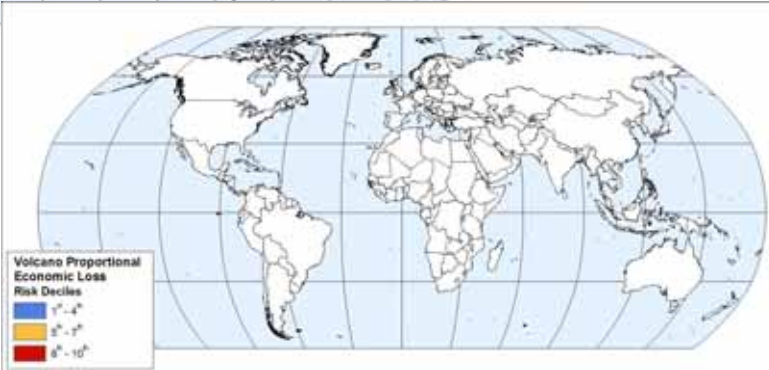 Volcano Proportional
Economic Loss
Risk Deciles
1ˢᵗ - 4ᵗʰ
5ᵗʰ - 7ᵗʰ
8ᵗʰ - 10ᵗʰ